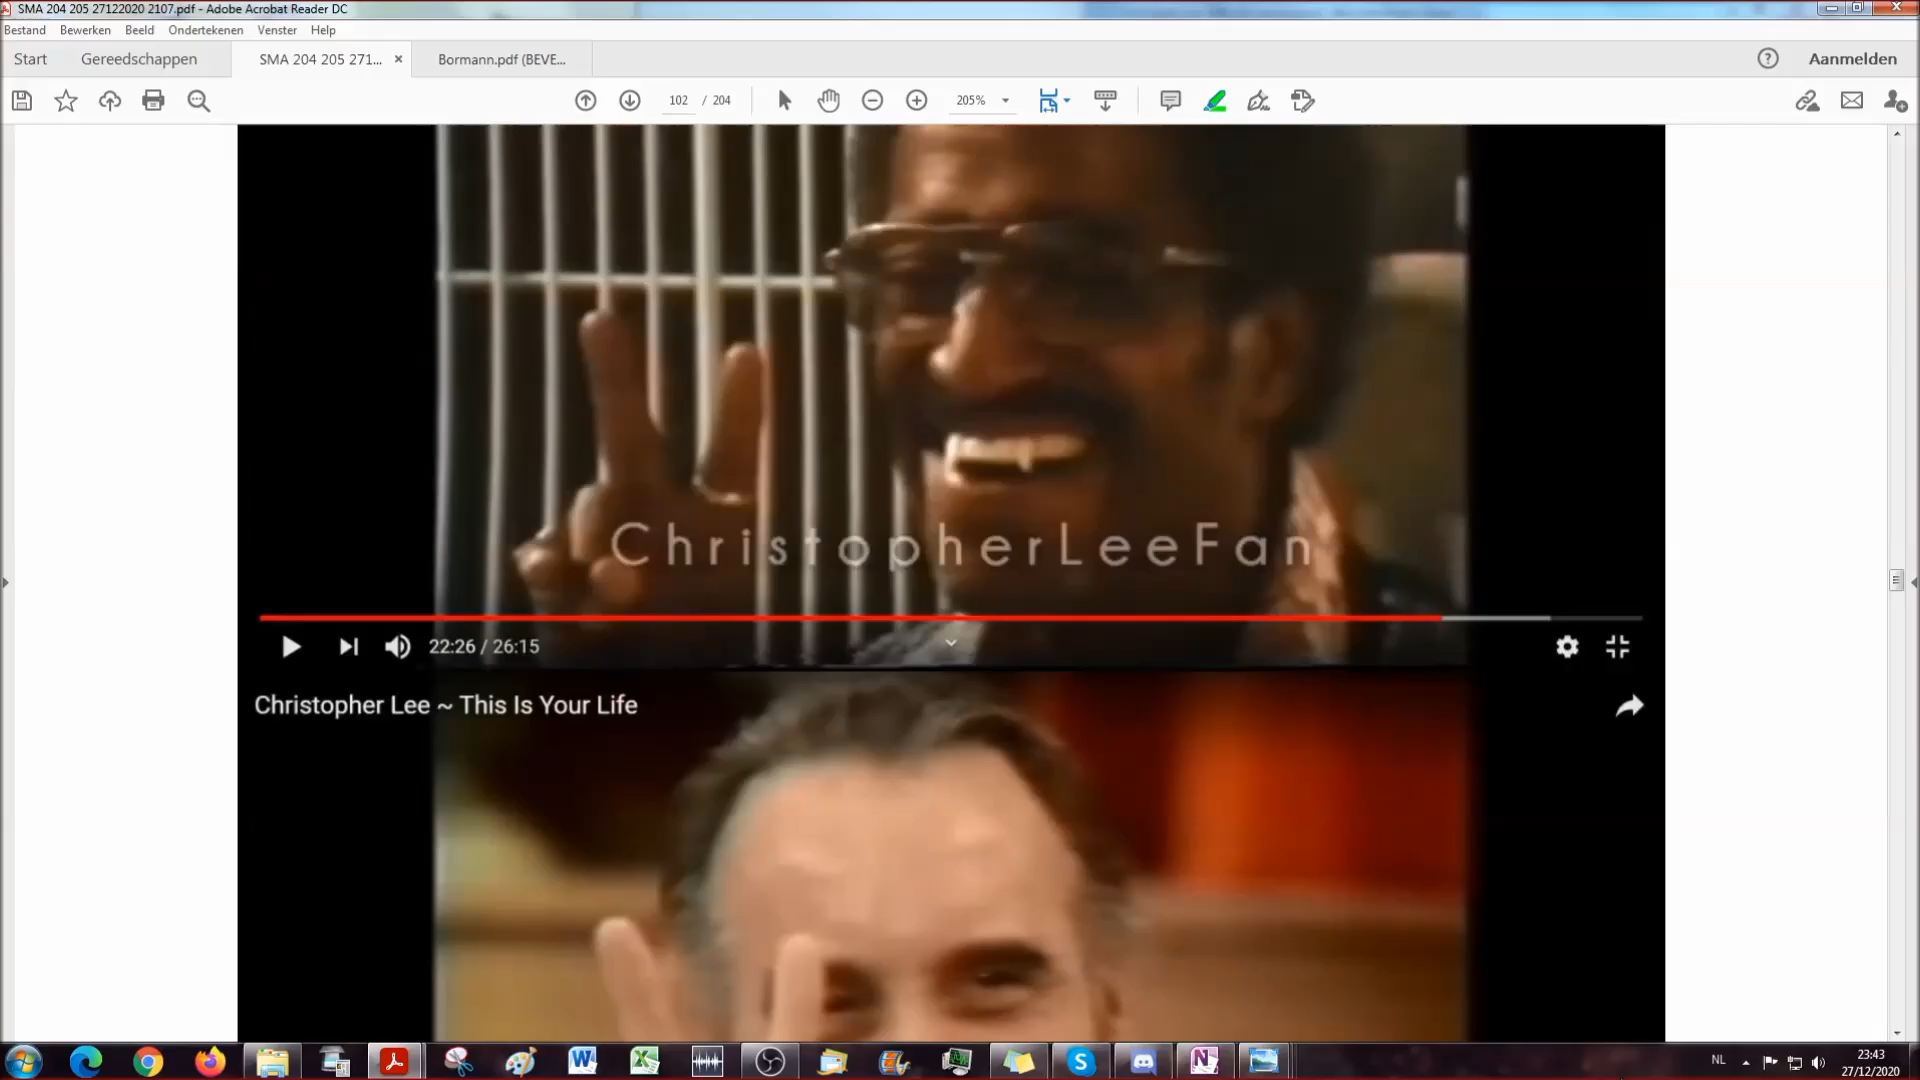 SMA 204 205 27122020 2107.pdf - Adobe Acrobat Reader DC
Bestand Bewerken Beeld Ondertekenen Venster Help
Start Gereedschappen SMA 204 205 271... × Bormann.pdf (BEVE... Aanmelden
102 / 204 205%
ChristopherLeeFan
22:26 / 26:15
Christopher Lee ~ This Is Your Life
NL 23:43
27/12/2020